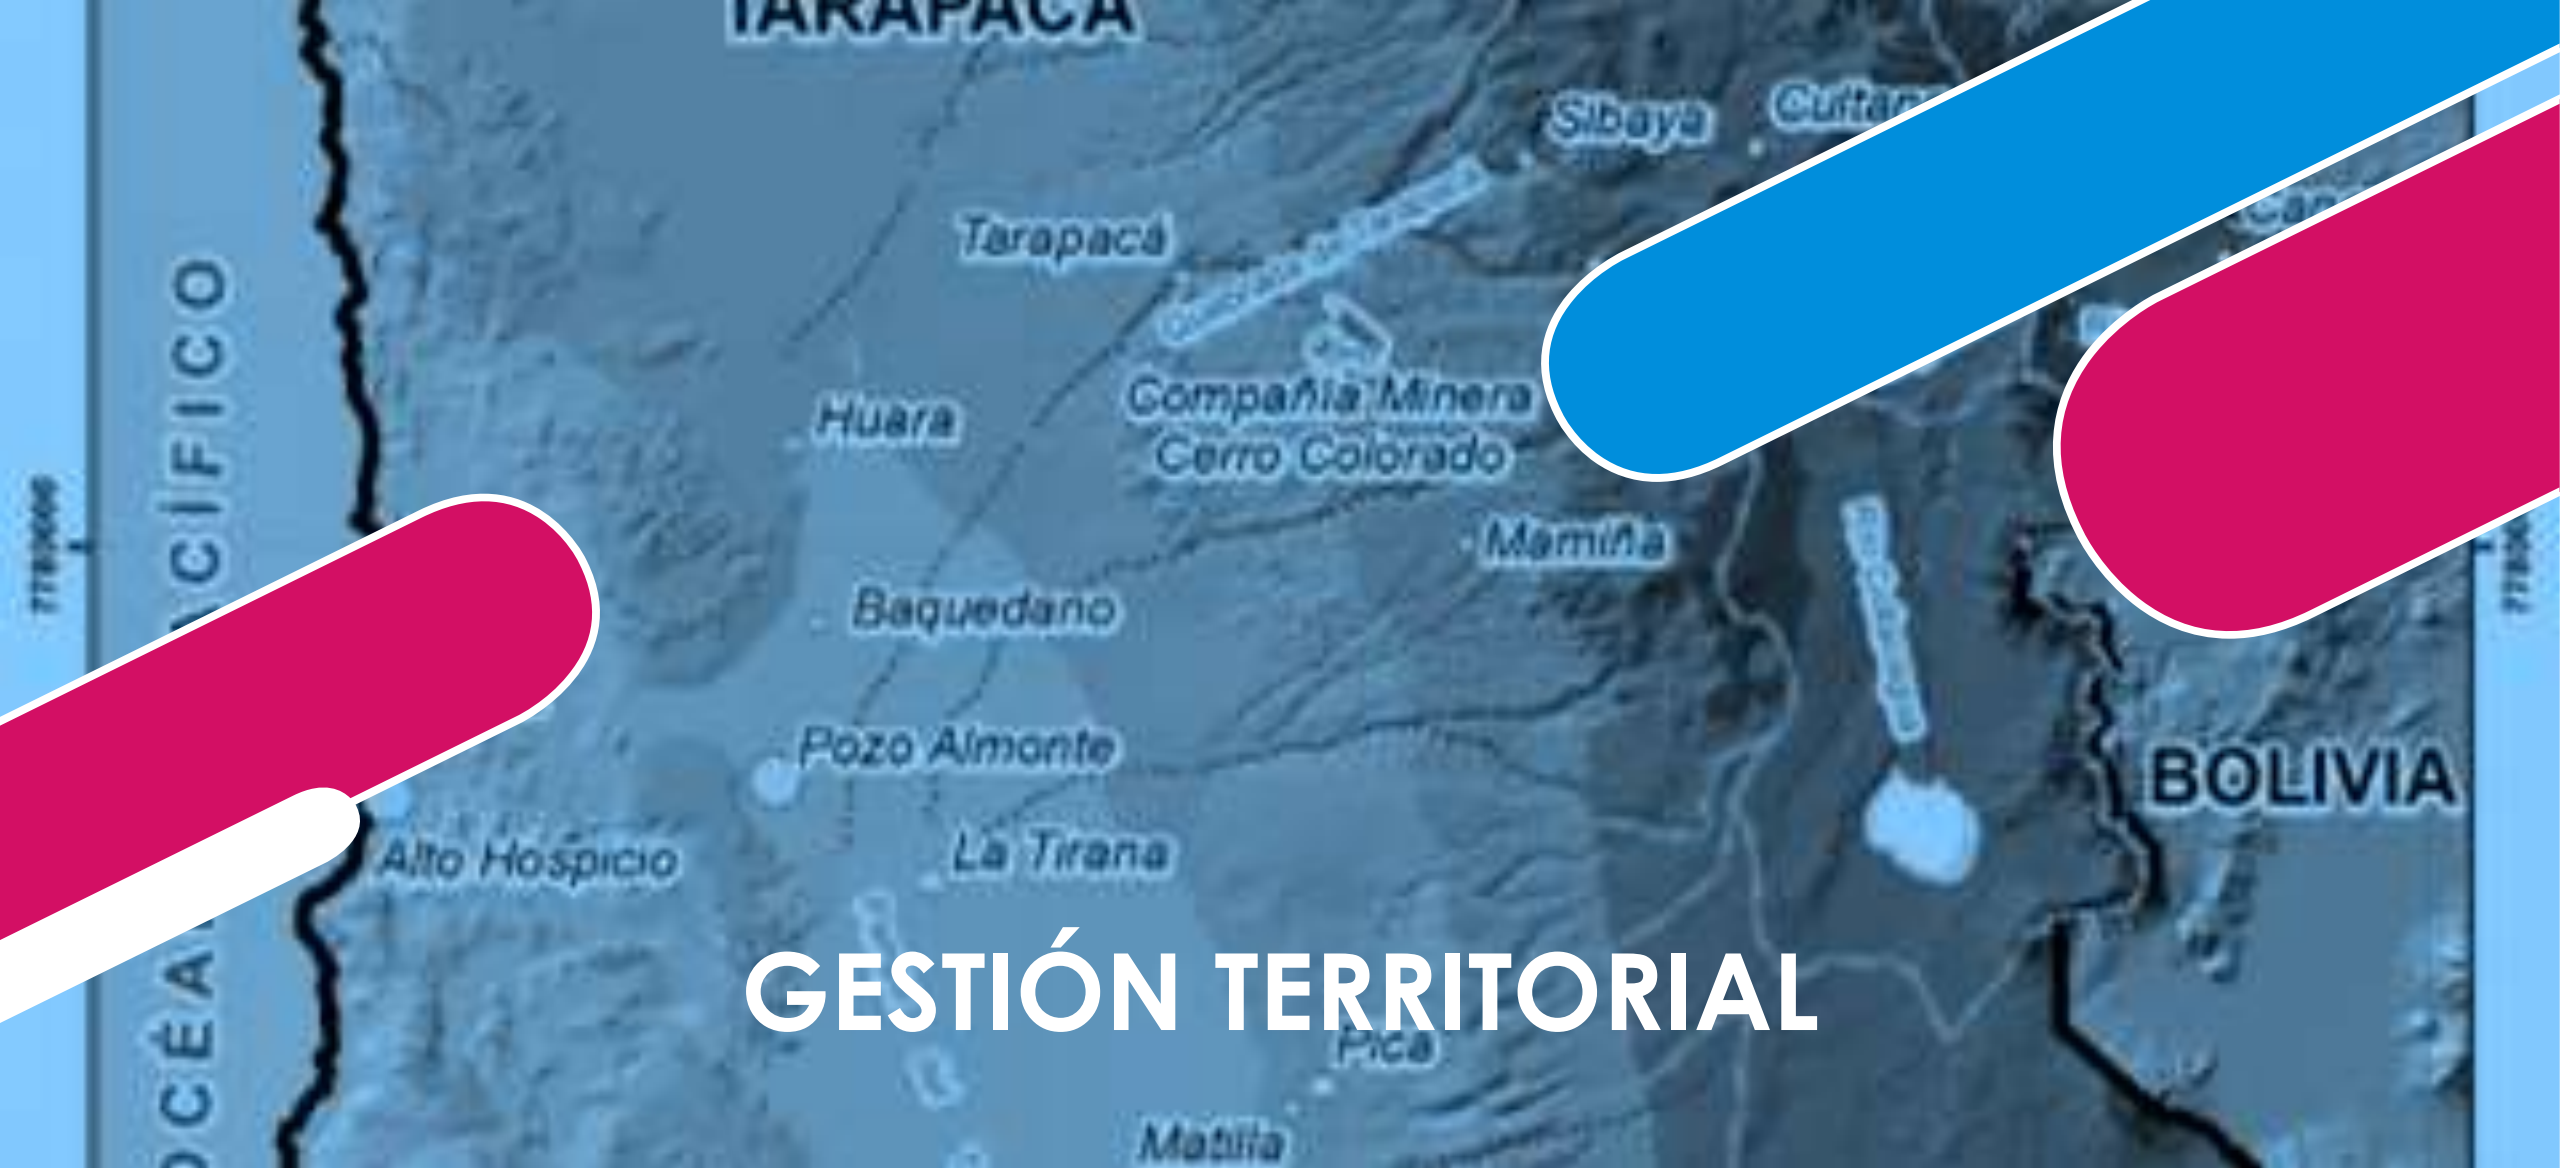 TARAPACÁ
Sibaya
Tarapacá
Huara
Compañia Minera
Cerro Colorado
Mamiña
Baquedano
Pozo Almonte
BOLIVIA
Alto Hospicio
La Tirana
GESTIÓN TERRITORIAL
Pica
Matilla